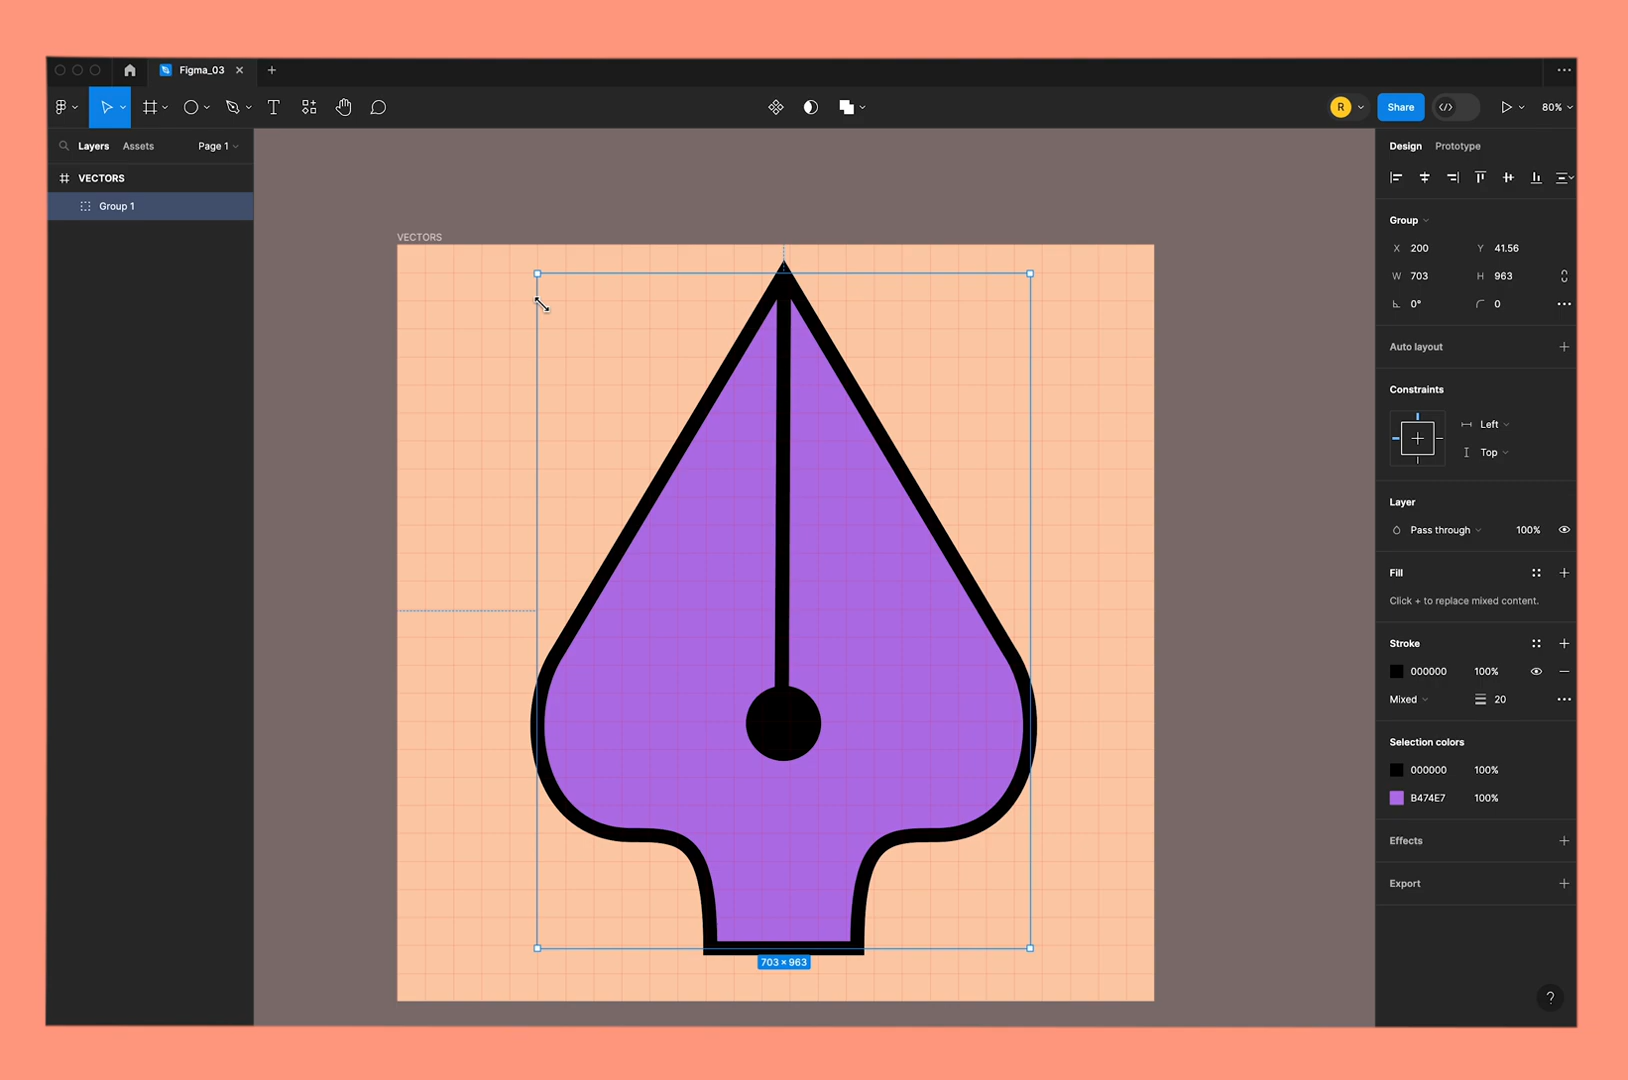 Figma_03
T
R
Share
80%
Layers
Assets
Page 1
VECTORS
Group 1
VECTORS
703 × 963
Design
Prototype
Group
X 200
Y 41.56
W 703
H 963
0°
0
Auto layout
Constraints
Left
Top
Layer
Pass through
100%
Fill
Click + to replace mixed content.
Stroke
000000
100%
Mixed
20
Selection colors
000000
100%
B474E7
100%
Effects
Export
?